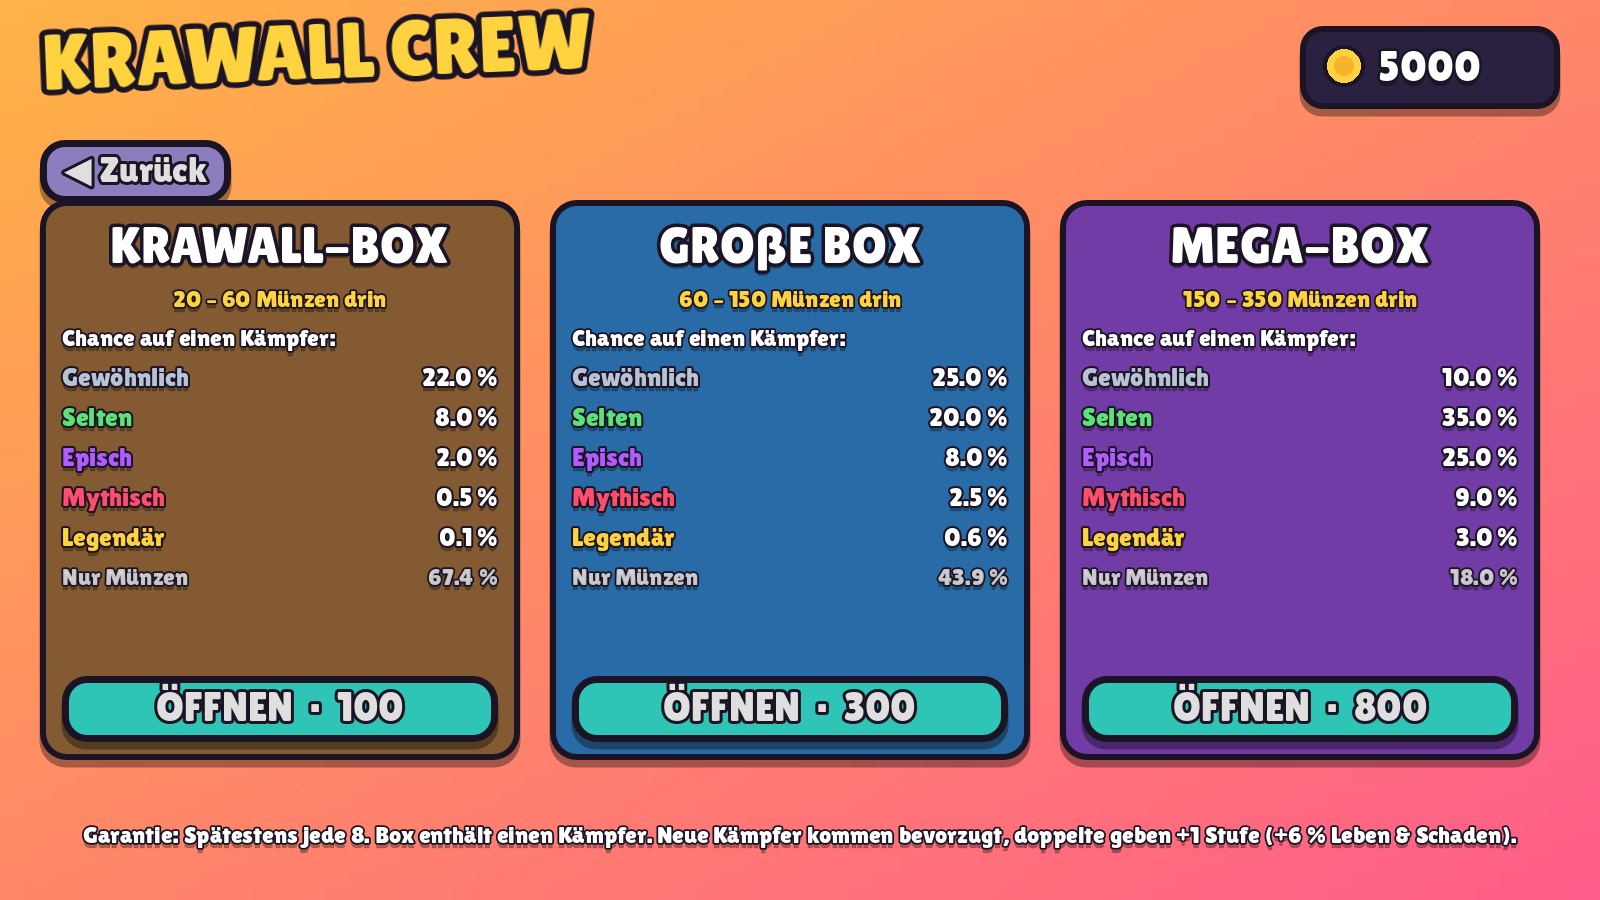 KRAWALL CREW
5000
Zurück
KRAWALL-BOX
20 - 60 Münzen drin
Chance auf einen Kämpfer:
Gewöhnlich 22.0 %
Selten 8.0 %
Episch 2.0 %
Mythisch 0.5 %
Legendär 0.1 %
Nur Münzen 67.4 %
ÖFFNEN · 100
GROßE BOX
60 - 150 Münzen drin
Chance auf einen Kämpfer:
Gewöhnlich 25.0 %
Selten 20.0 %
Episch 8.0 %
Mythisch 2.5 %
Legendär 0.6 %
Nur Münzen 43.9 %
ÖFFNEN · 300
MEGA-BOX
150 - 350 Münzen drin
Chance auf einen Kämpfer:
Gewöhnlich 10.0 %
Selten 35.0 %
Episch 25.0 %
Mythisch 9.0 %
Legendär 3.0 %
Nur Münzen 18.0 %
ÖFFNEN · 800
Garantie: Spätestens jede 8. Box enthält einen Kämpfer. Neue Kämpfer kommen bevorzugt, doppelte geben +1 Stufe (+6 % Leben & Schaden).